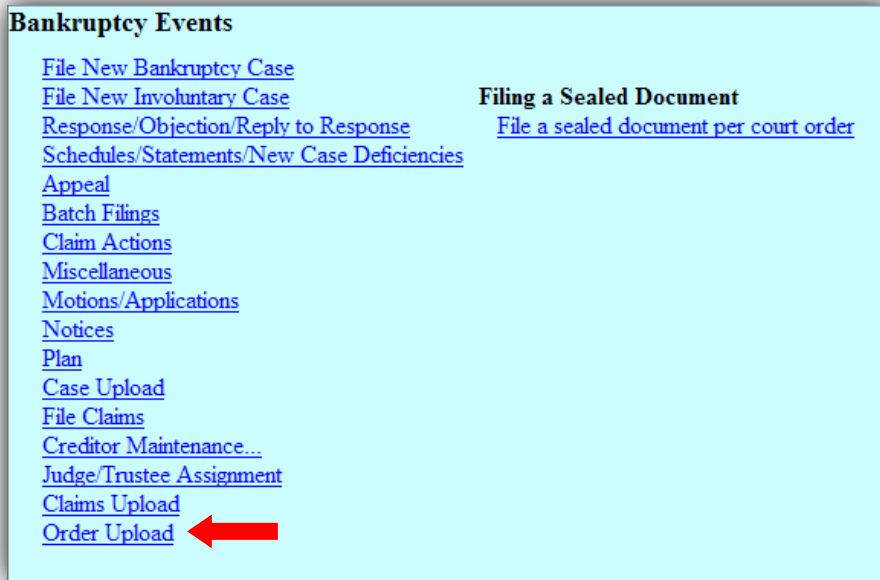 Bankruptcy Events
File New Bankruptcy Case
File New Involuntary Case
Response/Objection/Reply to Response
Schedules/Statements/New Case Deficiencies
Appeal
Batch Filings
Claim Actions
Miscellaneous
Motions/Applications
Notices
Plan
Case Upload
File Claims
Creditor Maintenance...
Judge/Trustee Assignment
Claims Upload
Order Upload
Filing a Sealed Document
File a sealed document per court order